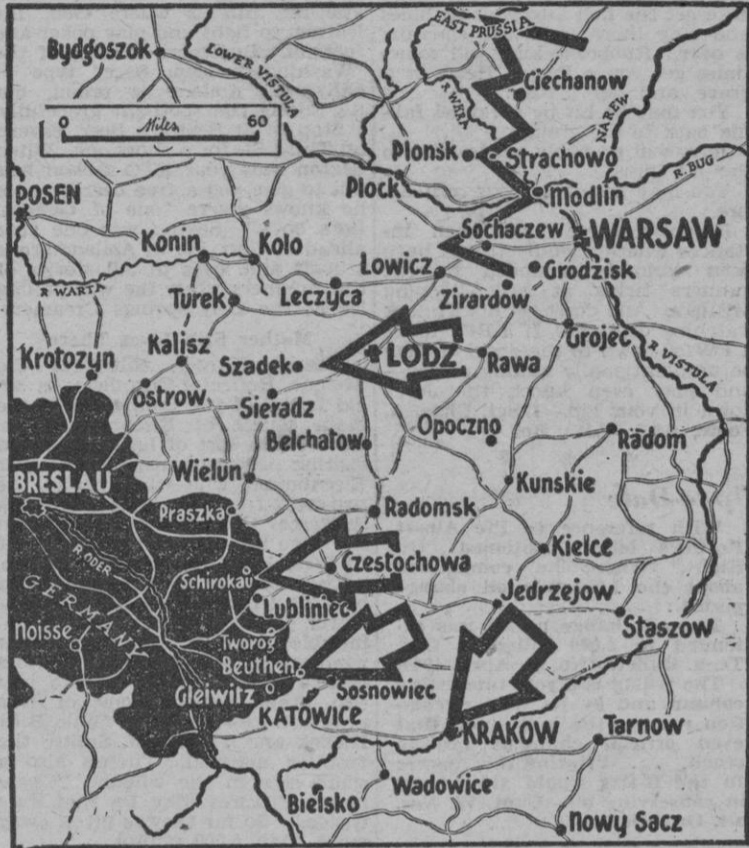 EAST PRUSSIA
Bydgoszok
LOWER VISTULA
Ciechanow
R. WKRA
NAREW
Miles
0 60
Plonsk
Strachowo
R. BUG
Plock
Modlin
POSEN
Sochaczew
WARSAW
Konin
Kolo
Lowicz
Grodzisk
R. WARTA
Leczyca
Zirardow
Turek
Kalisz
LODZ
Grojec
Krotozyn
Szadek
Rawa
R. VISTULA
Ostrow
Sieradz
Opoczno
Belchatow
Radom
Wielun
BRESLAU
Kunskie
Praszka
Radomsk
R. ODER
Kielce
Czestochowa
Schirokau
GERMANY
Lubliniec
Jedrzejow
Staszow
Noisse
Tworog
Beuthen
Gleiwitz
Sosnowiec
KATOWICE
KRAKOW
Tarnow
Wadowice
Bielsko
Nowy Sacz